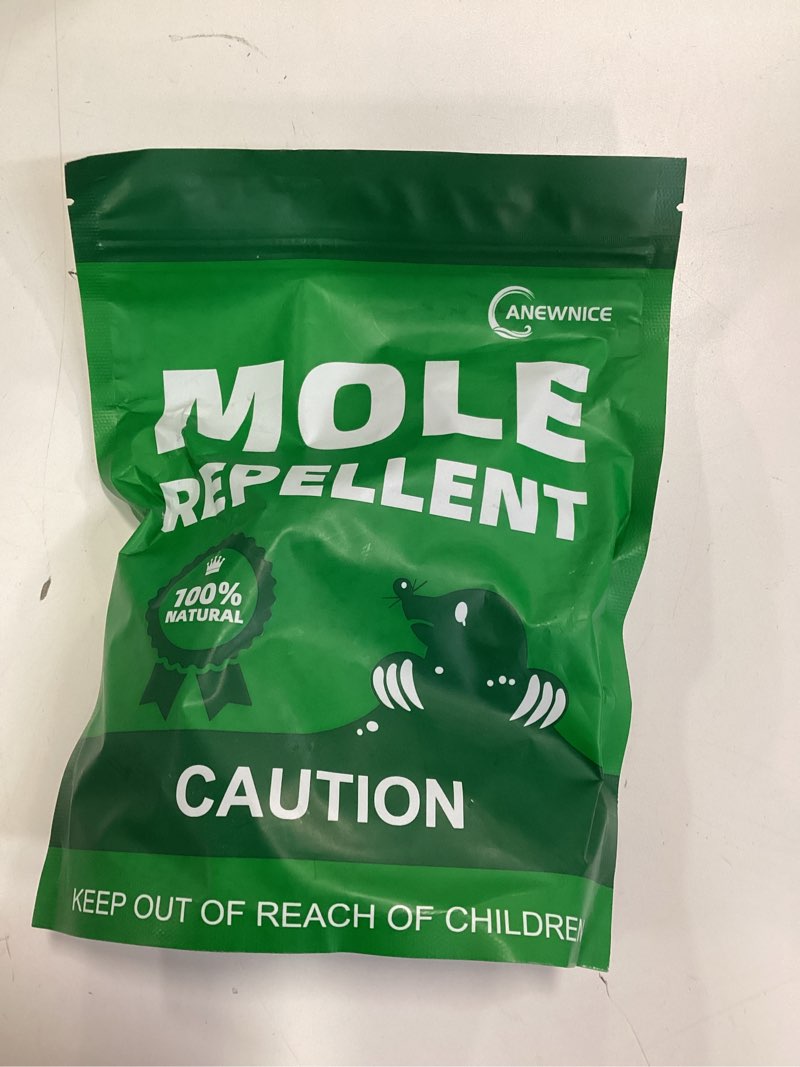 ANEWNICE
MOLE
REPELLENT
100%
NATURAL
CAUTION
KEEP OUT OF REACH OF CHILDREN